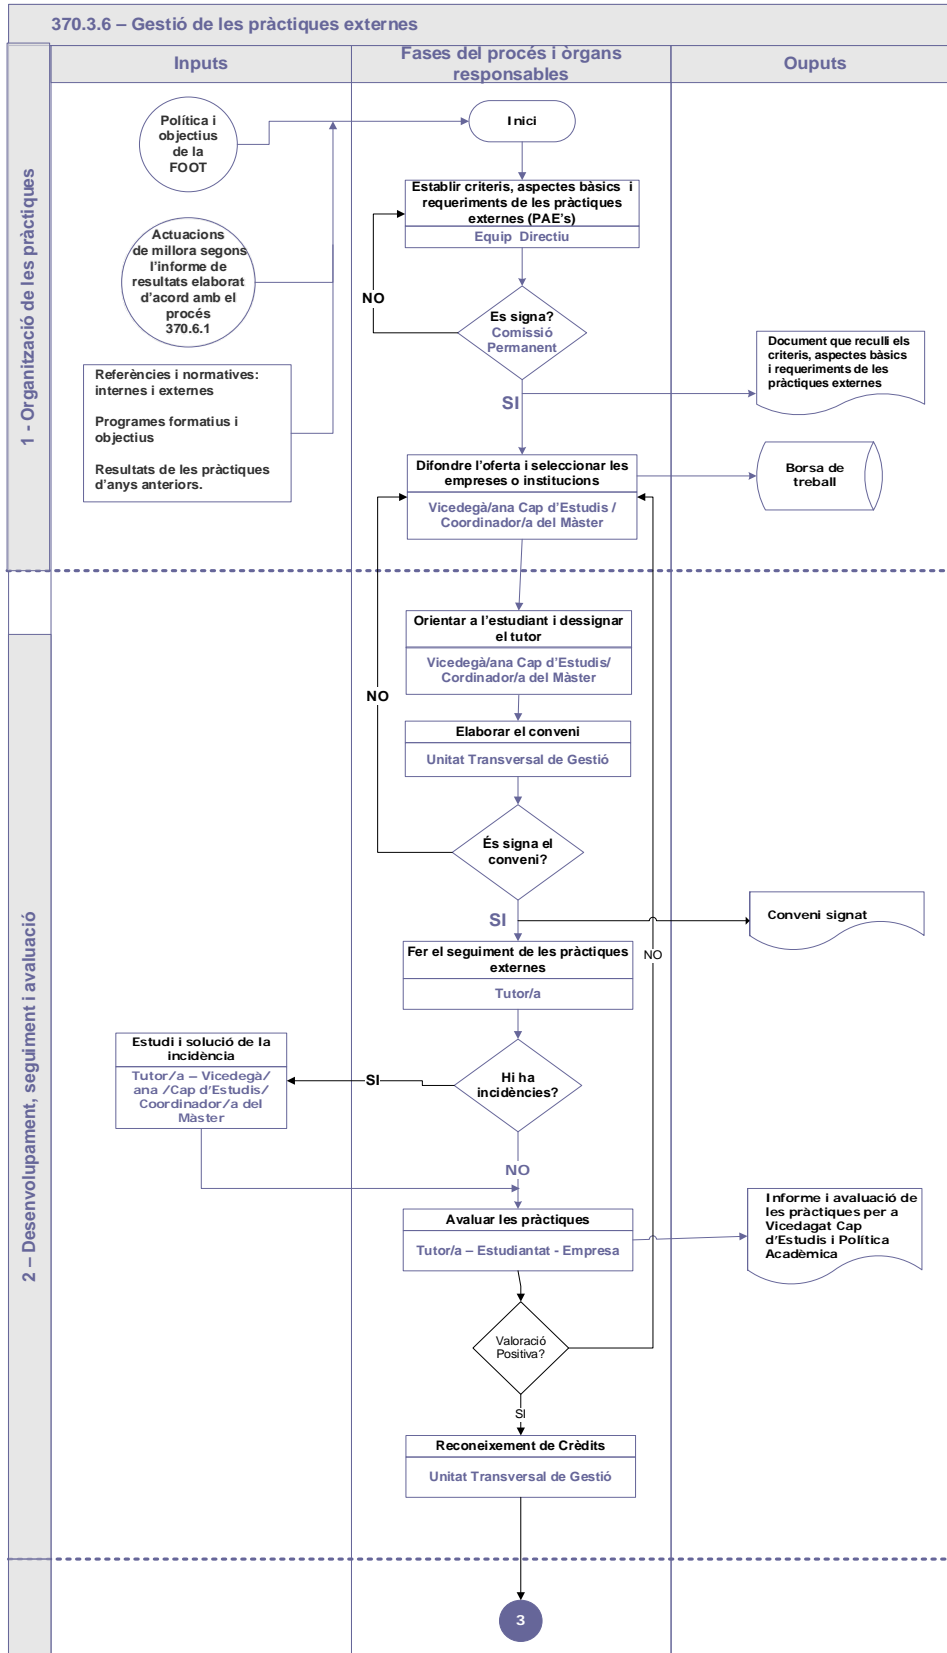 370.3.6 – Gestió de les pràctiques externes
Inputs
Fases del procés i òrgans
responsables
Ouputs
1 - Organització de les pràctiques
Política i
objectius
de la
FOOT
Inici
Establir criteris, aspectes bàsics i
requeriments de les pràctiques
externes (PAE's)
Equip Directiu
Actuacions
de millora segons
l'informe de
resultats elaborat
d'acord amb el
procés
370.6.1
NO
Es signa?
Comissió
Permanent
Document que reculli els
criteris, aspectes bàsics
i requeriments de les
pràctiques externes
Referències i normatives:
internes i externes
Programes formatius i
objectius
Resultats de les pràctiques
d'anys anteriors.
SI
Difondre l'oferta i seleccionar les
empreses o institucions
Vicedegà/ana Cap d'Estudis /
Coordinador/a del Màster
Borsa de
treball
2 – Desenvolupament, seguiment i avaluació
Orientar a l'estudiant i dessignar
el tutor
Vicedegà/ana Cap d'Estudis/
Cordinador/a del Màster
NO
Elaborar el conveni
Unitat Transversal de Gestió
És signa el
conveni?
SI
Conveni signat
Fer el seguiment de les pràctiques
externes
Tutor/a
NO
Estudi i solució de la
incidència
Tutor/a – Vicedegà/
ana /Cap d'Estudis/
Coordinador/a del
Màster
SI
Hi ha
incidències?
NO
Avaluar les pràctiques
Tutor/a – Estudiantat - Empresa
Informe i avaluació de
les pràctiques per a
Vicedagat Cap
d'Estudis i Política
Acadèmica
Valoració
Positiva?
SI
Reconeixement de Crèdits
Unitat Transversal de Gestió
3